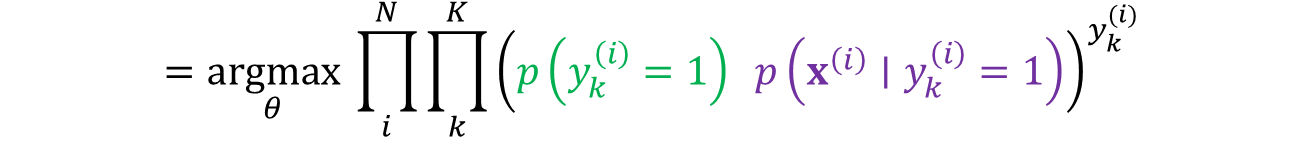 = argmax_θ ∏_i^N ∏_k^K ( p ( y_k^(i) = 1 ) p ( 𝐱^(i) ∣ y_k^(i) = 1 ) )^{y_k^(i)}